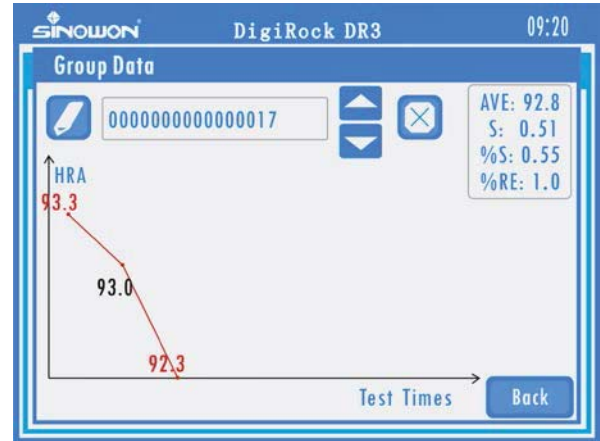 SINOWON DigiRock DR3 09:20
Group Data
0000000000000017
AVE: 92.8
S: 0.51
%S: 0.55
%RE: 1.0
HRA
93.3
93.0
92.3
Test Times
Back